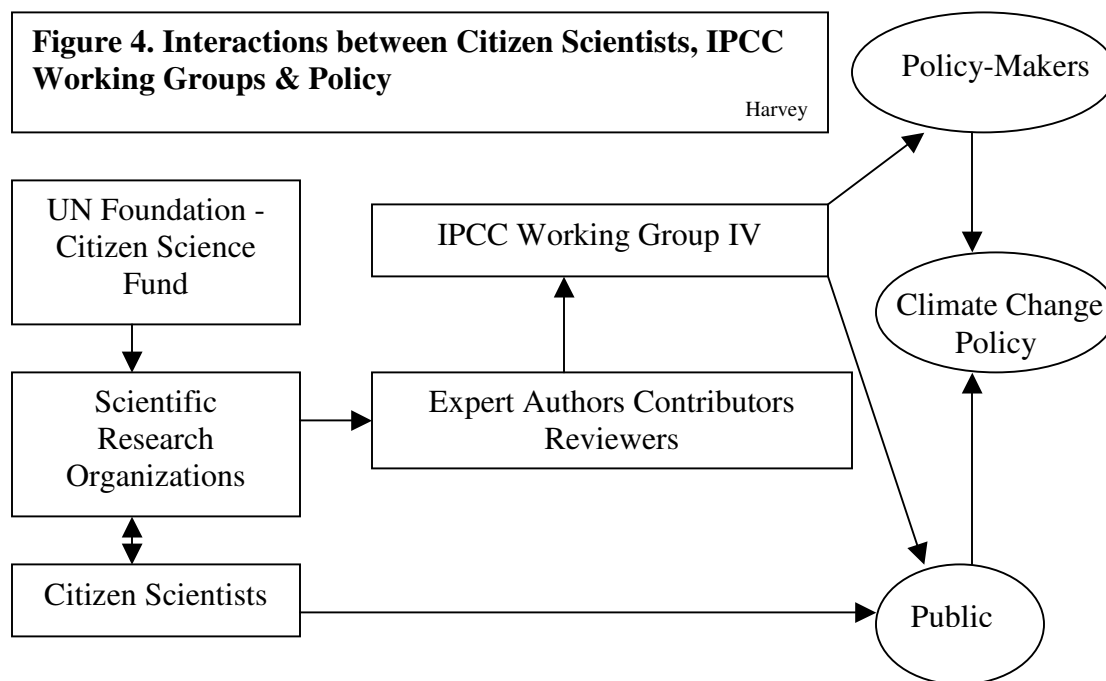 Figure 4. Interactions between Citizen Scientists, IPCC
Working Groups & Policy
Harvey
Policy-Makers
UN Foundation -
Citizen Science
Fund
IPCC Working Group IV
Climate Change
Policy
Scientific
Research
Organizations
Expert Authors Contributors
Reviewers
Citizen Scientists
Public